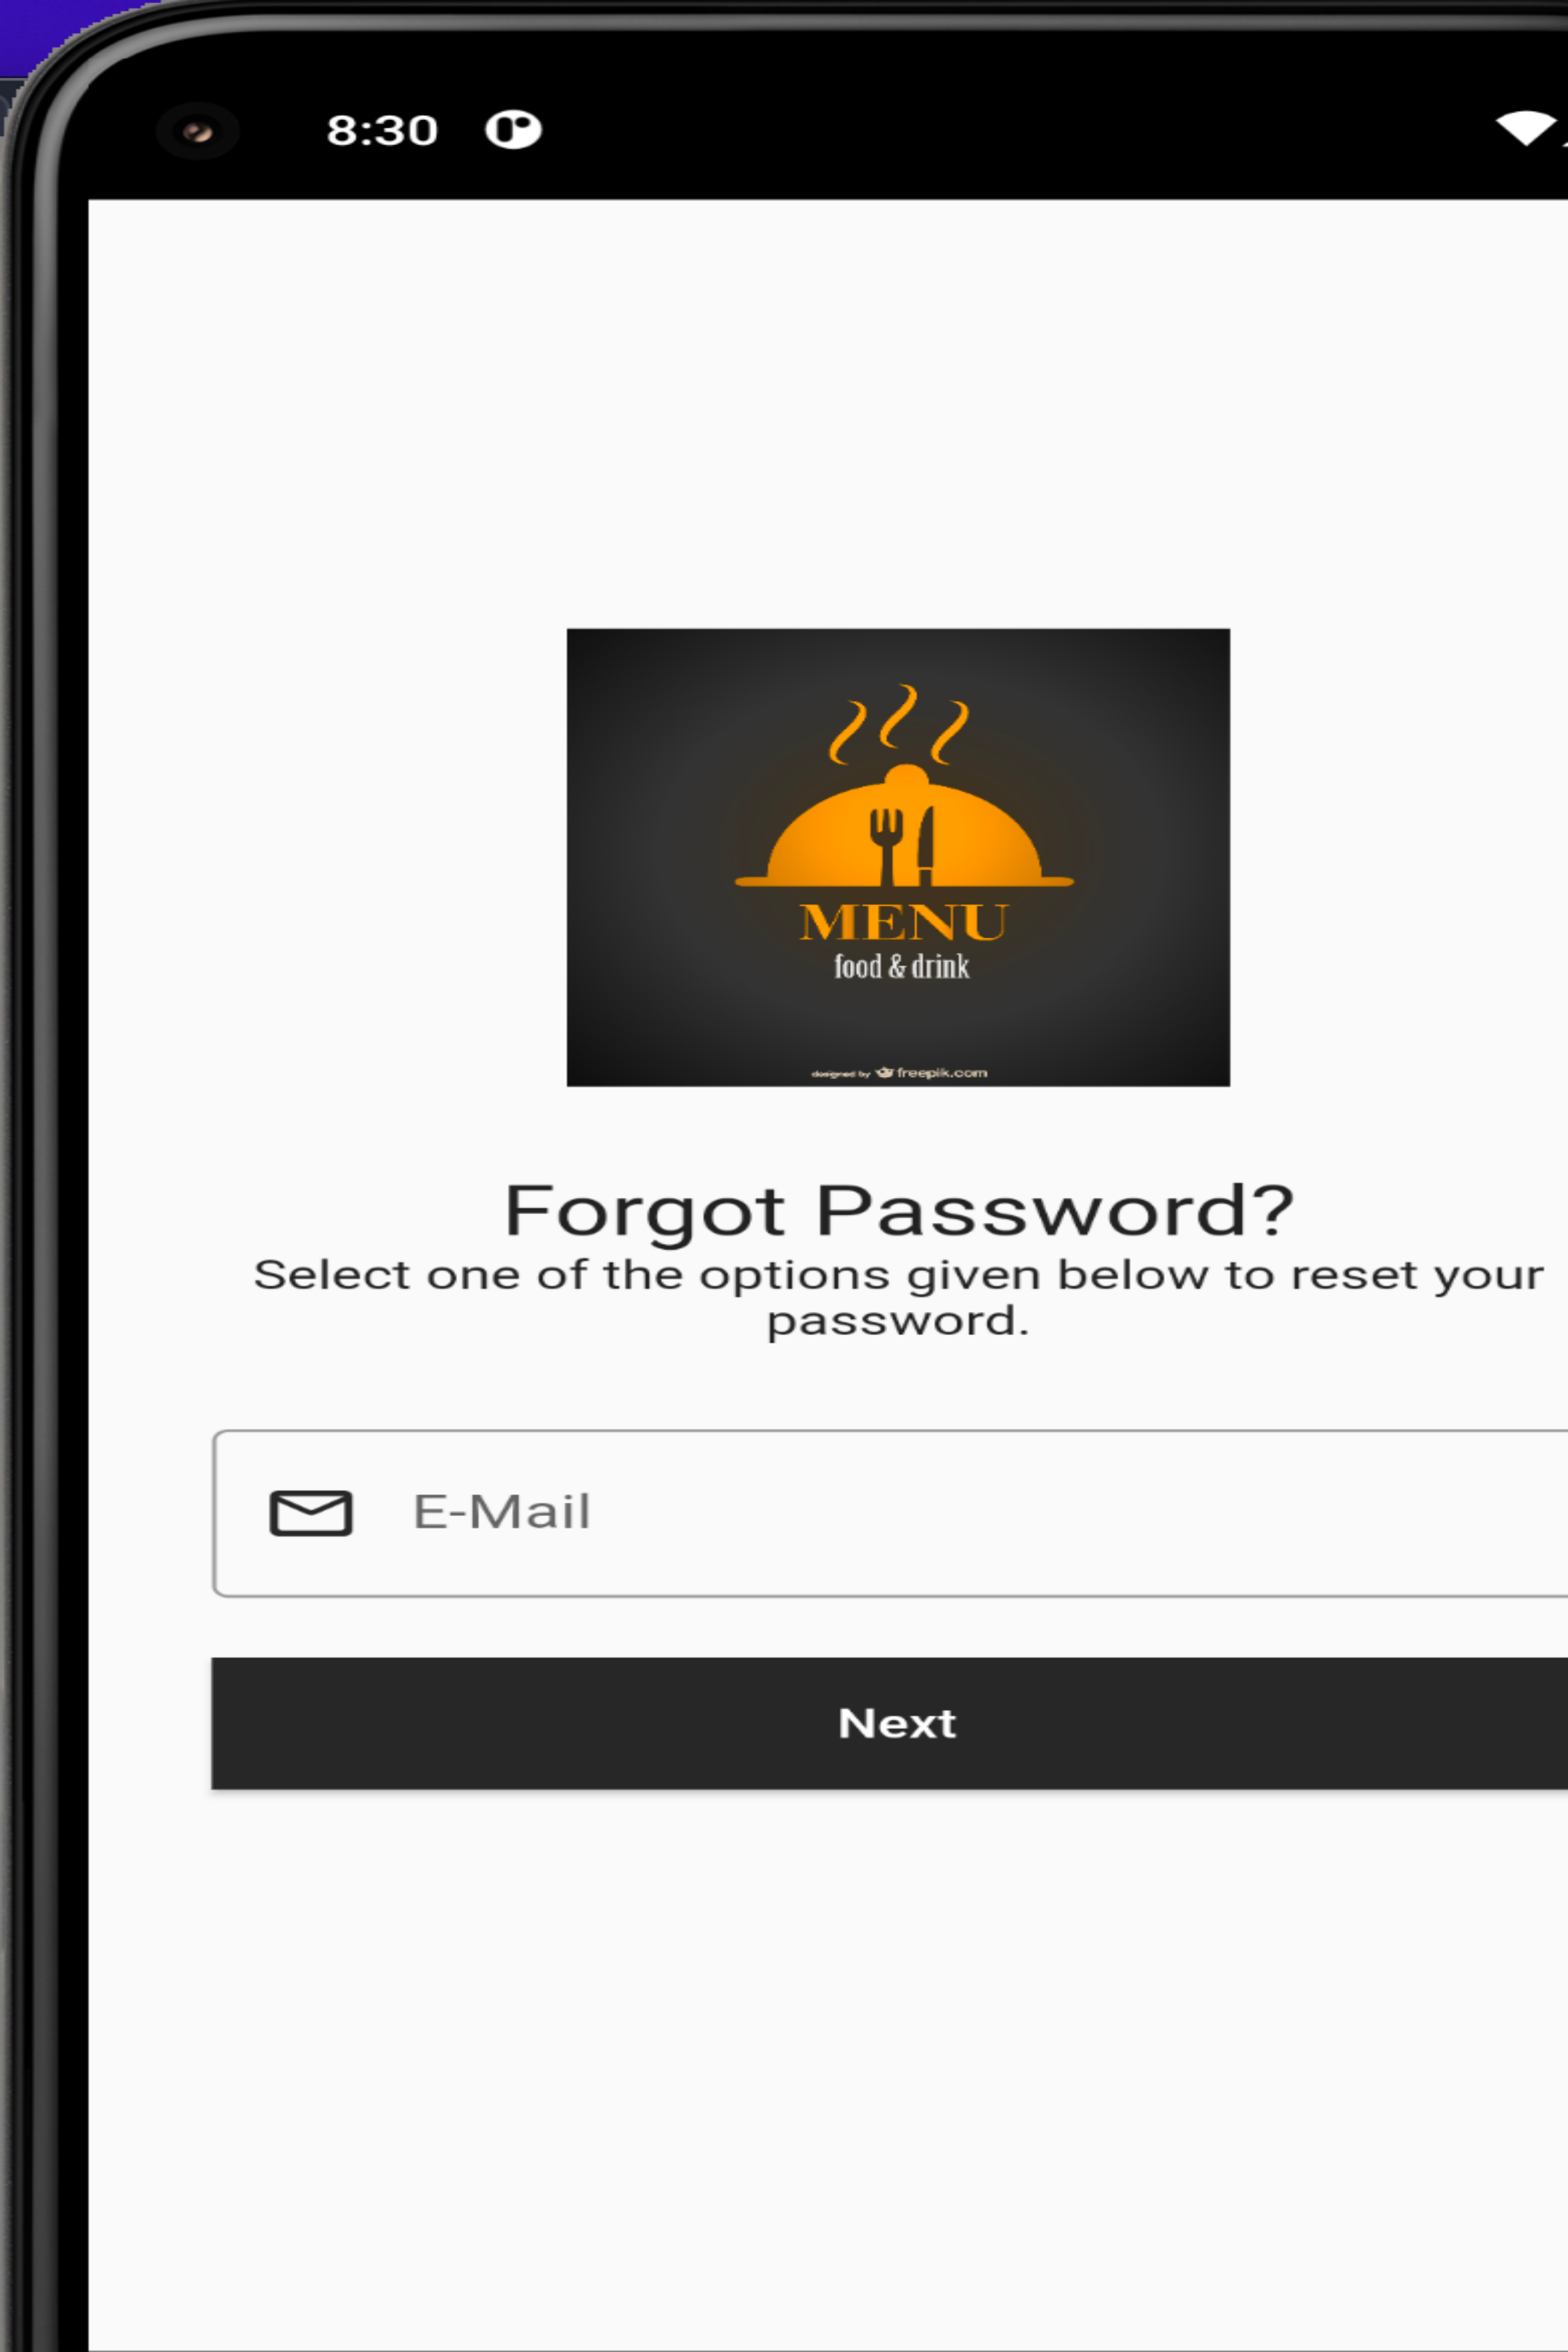 8:30
MENU
food & drink
designed by freepik.com
Forgot Password?
Select one of the options given below to reset your
password.
E-Mail
Next